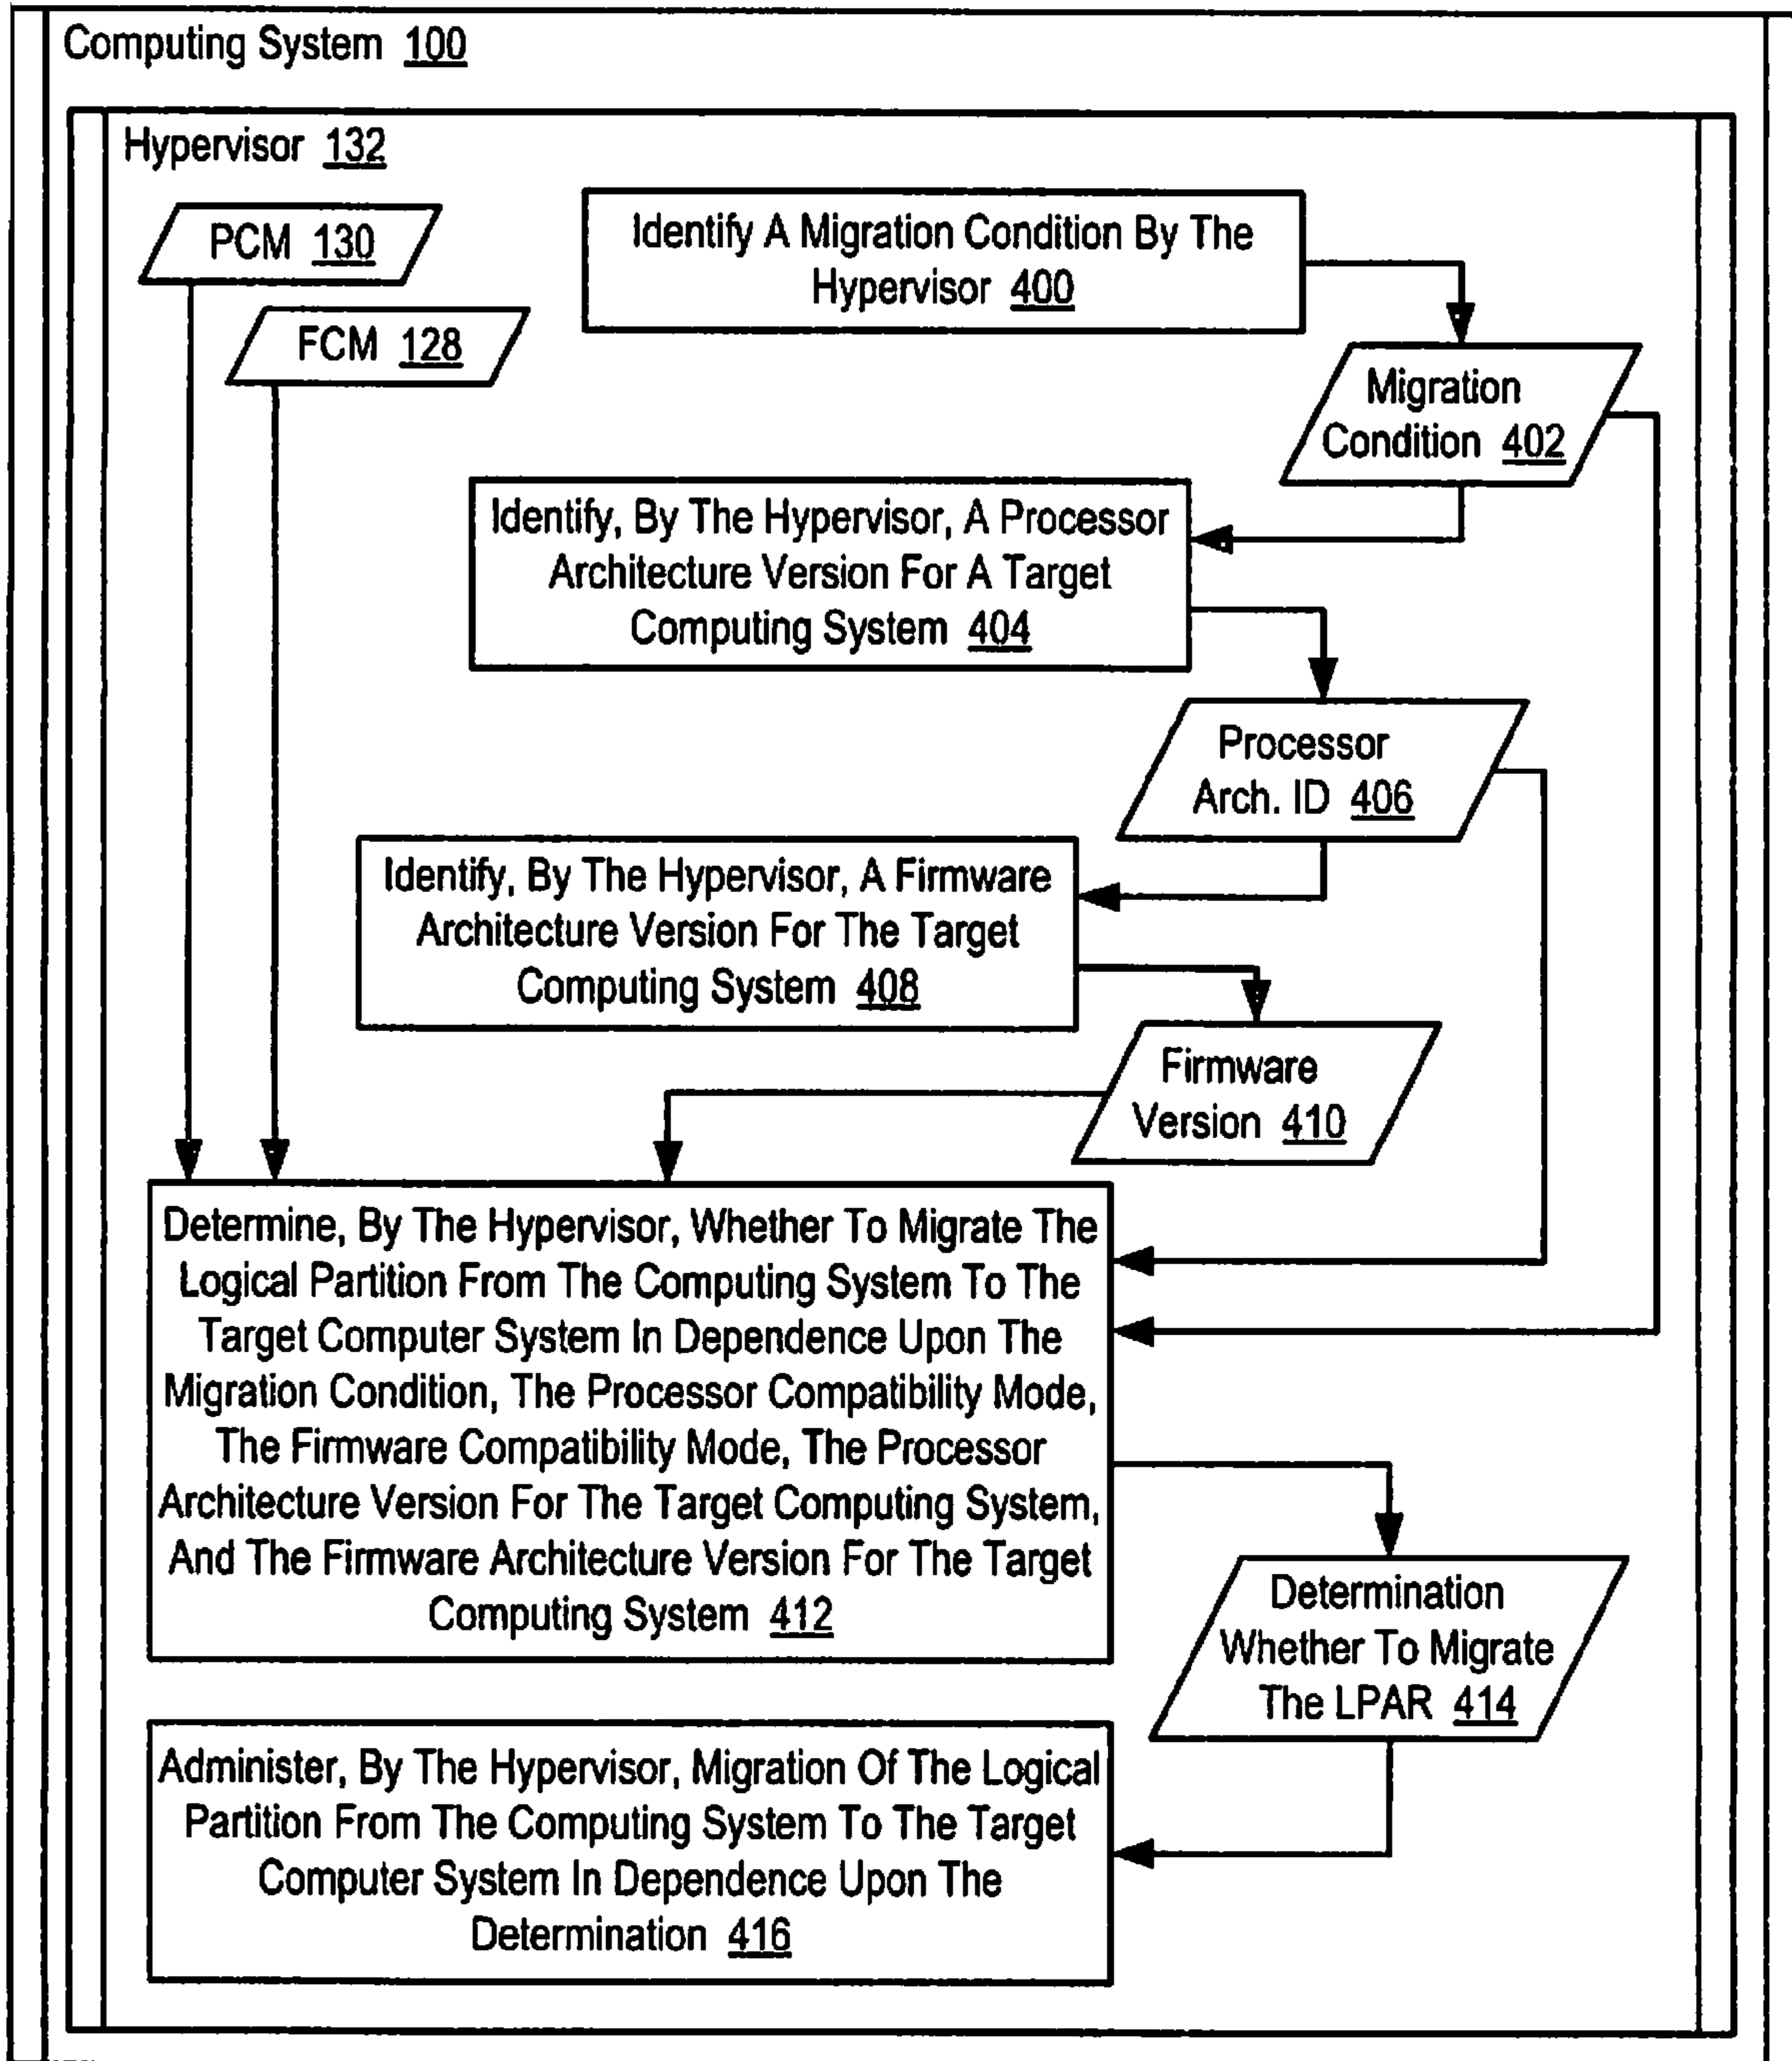 Computing System 100
Hypervisor 132
PCM 130
Identify A Migration Condition By The
Hypervisor 400
FCM 128
Migration
Condition 402
Identify, By The Hypervisor, A Processor
Architecture Version For A Target
Computing System 404
Processor
Arch. ID 406
Identify, By The Hypervisor, A Firmware
Architecture Version For The Target
Computing System 408
Firmware
Version 410
Determine, By The Hypervisor, Whether To Migrate The
Logical Partition From The Computing System To The
Target Computer System In Dependence Upon The
Migration Condition, The Processor Compatibility Mode,
The Firmware Compatibility Mode, The Processor
Architecture Version For The Target Computing System,
And The Firmware Architecture Version For The Target
Computing System 412
Determination
Whether To Migrate
The LPAR 414
Administer, By The Hypervisor, Migration Of The Logical
Partition From The Computing System To The Target
Computer System In Dependence Upon The
Determination 416